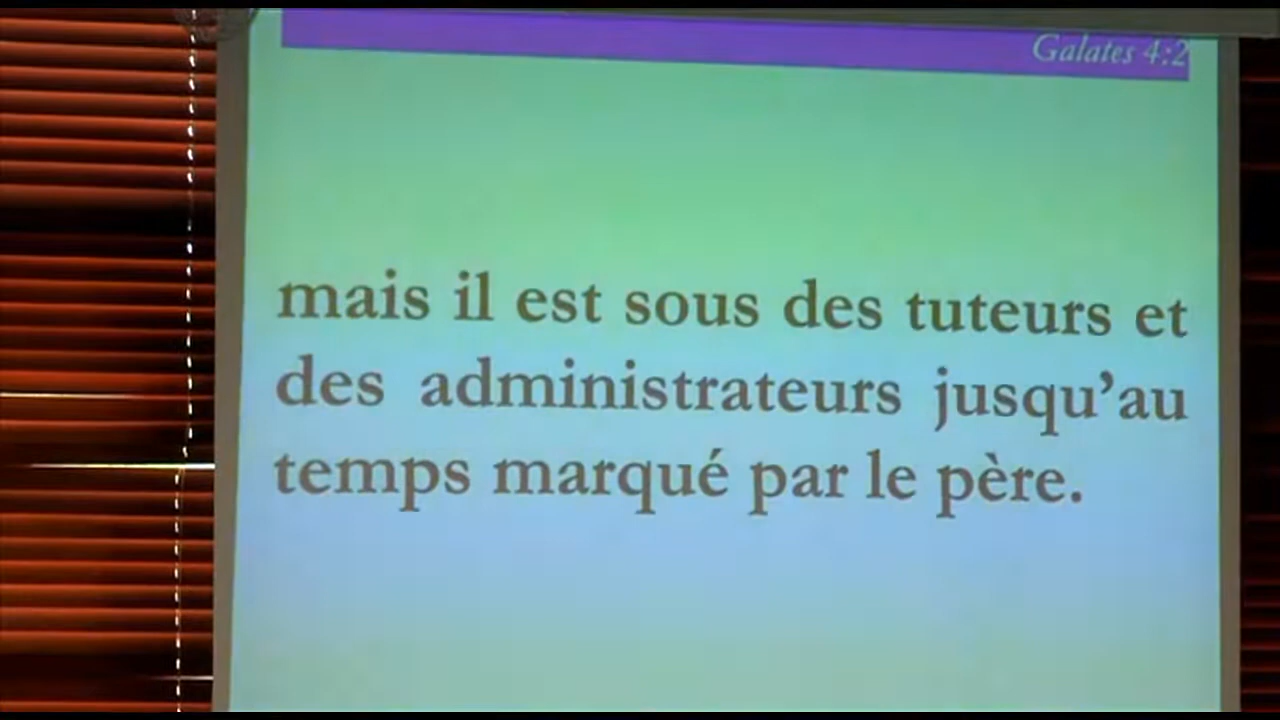 Galates 4:2
mais il est sous des tuteurs et
des administrateurs jusqu’au
temps marqué par le père.